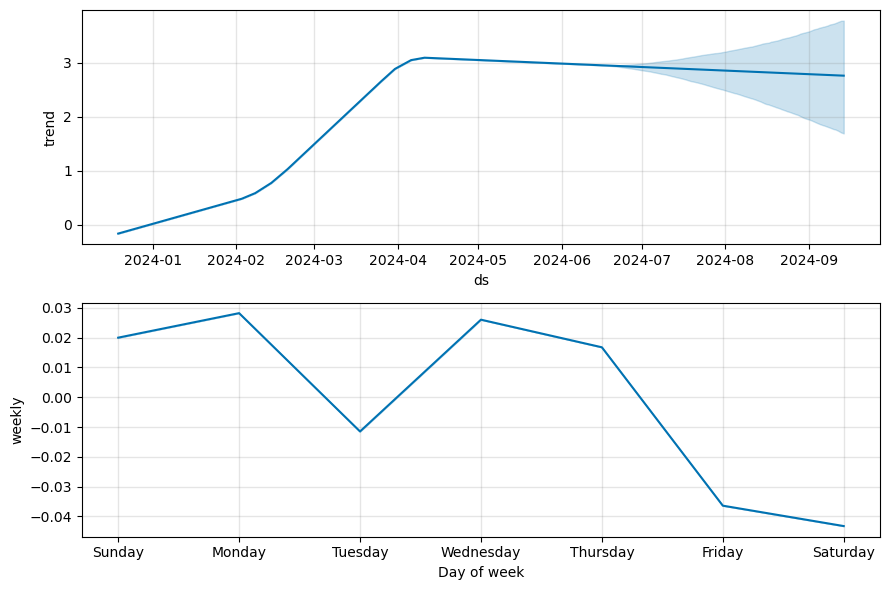 3
2
1
0
trend
2024-01 2024-02 2024-03 2024-04 2024-05 2024-06 2024-07 2024-08 2024-09
ds
0.03
0.02
0.01
0.00
−0.01
−0.02
−0.03
−0.04
weekly
Sunday Monday Tuesday Wednesday Thursday Friday Saturday
Day of week